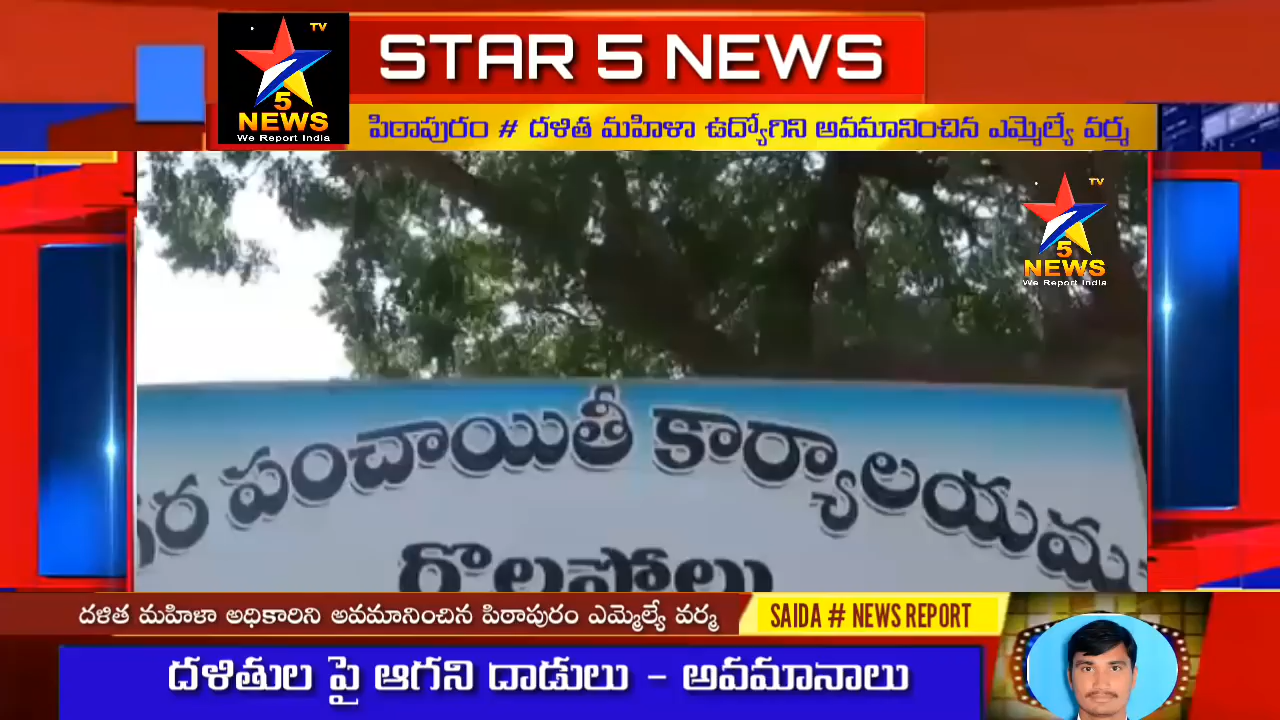 TV
5
NEWS
We Report India
STAR 5 NEWS
పిఠాపురం # దళిత మహిళా ఉద్యోగిని అవమానించిన ఎమ్మెల్యే వర్మ
TV
5
NEWS
We Report India
పంచాయితీ కార్యాలయము
గొల్లప్రోలు
దళిత మహిళా అధికారిని అవమానించిన పిఠాపురం ఎమ్మెల్యే వర్మ
SAIDA # NEWS REPORT
దళితుల పై ఆగని దాడులు - అవమానాలు